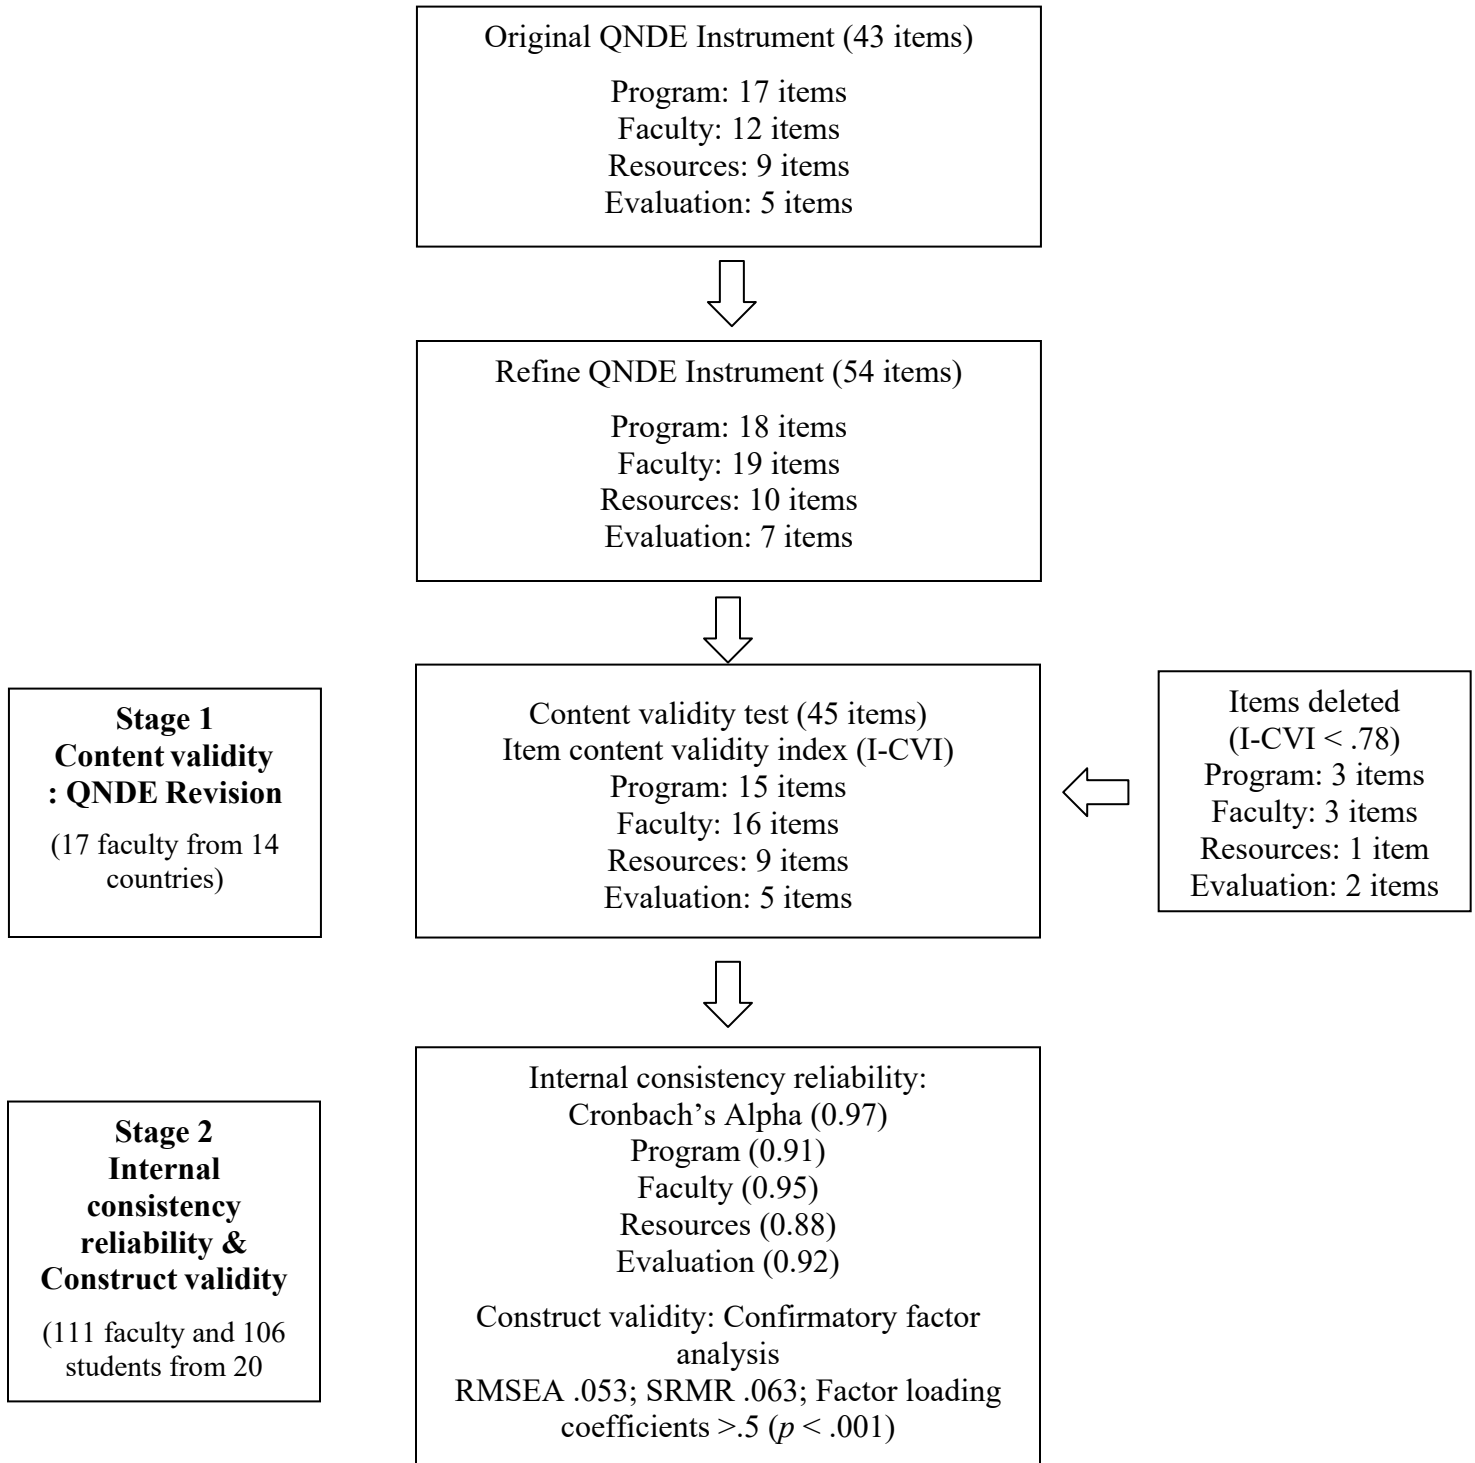 Original QNDE Instrument (43 items)
Program: 17 items
Faculty: 12 items
Resources: 9 items
Evaluation: 5 items
Refine QNDE Instrument (54 items)
Program: 18 items
Faculty: 19 items
Resources: 10 items
Evaluation: 7 items
Stage 1
Content validity
: QNDE Revision
(17 faculty from 14
countries)
Content validity test (45 items)
Item content validity index (I-CVI)
Program: 15 items
Faculty: 16 items
Resources: 9 items
Evaluation: 5 items
Items deleted
(I-CVI < .78)
Program: 3 items
Faculty: 3 items
Resources: 1 item
Evaluation: 2 items
Stage 2
Internal
consistency
reliability &
Construct validity
(111 faculty and 106
students from 20
Internal consistency reliability:
Cronbach’s Alpha (0.97)
Program (0.91)
Faculty (0.95)
Resources (0.88)
Evaluation (0.92)
Construct validity: Confirmatory factor
analysis
RMSEA .053; SRMR .063; Factor loading
coefficients >.5 (p < .001)